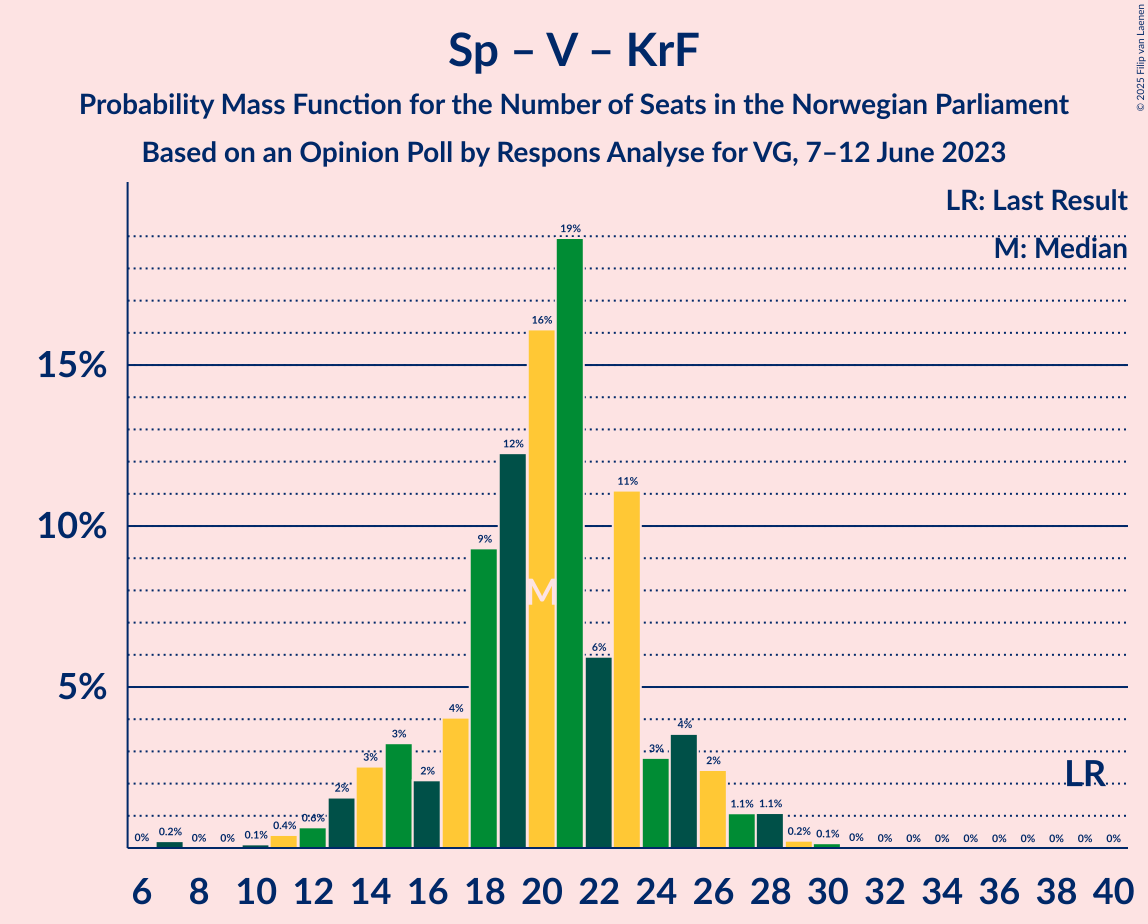 Sp – V – KrF
Probability Mass Function for the Number of Seats in the Norwegian Parliament
Based on an Opinion Poll by Respons Analyse for VG, 7–12 June 2023
© 2025 Filip van Laenen
LR: Last Result
M: Median
15%
10%
5%
0% 0.2% 0% 0% 0.1% 0.4% 0.6% 2% 3% 3% 2% 4% 9% 12% 16% 19% 6% 11% 3% 4% 2% 1.1% 1.1% 0.2% 0.1% 0% 0% 0% 0% 0% 0% 0% 0% 0% 0%
M
LR
6 8 10 12 14 16 18 20 22 24 26 28 30 32 34 36 38 40